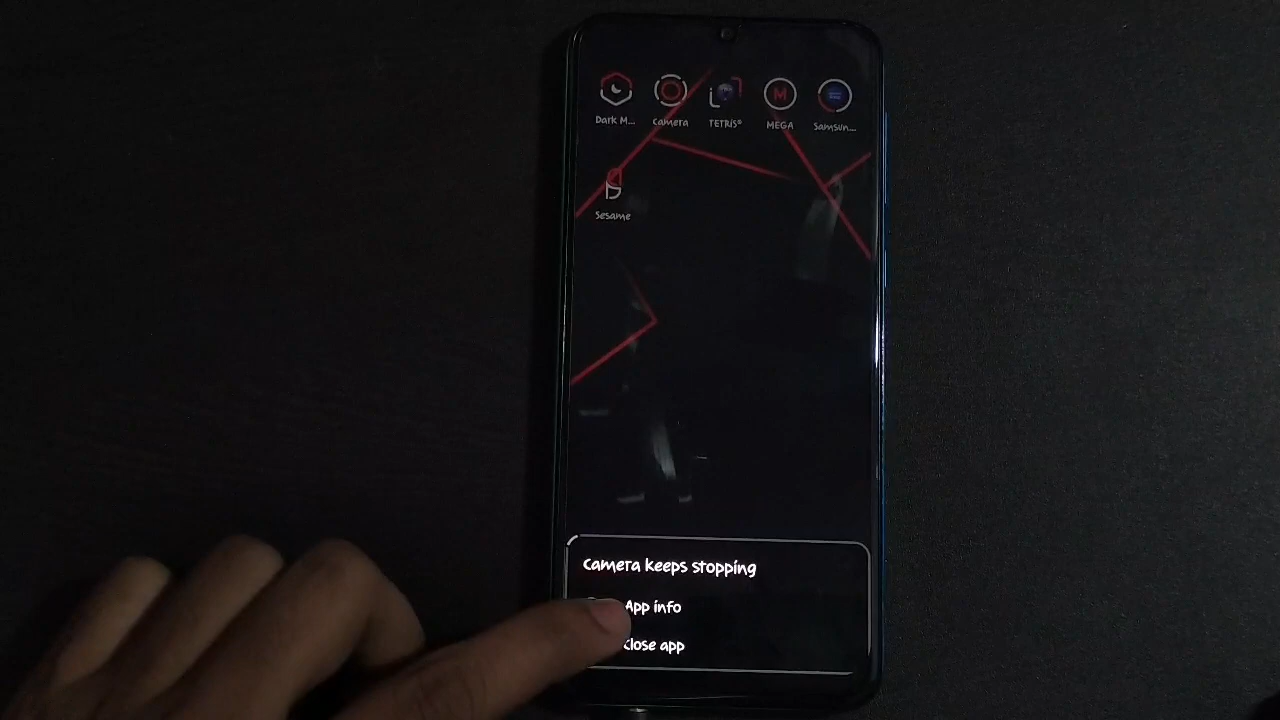 Dark M...
Camera
TETRIS®
MEGA
Samsun...
Sesame
Camera keeps stopping
App info
Close app